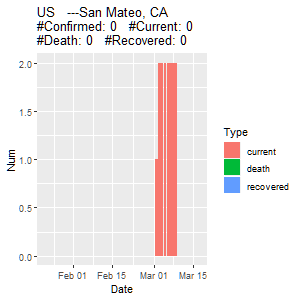 US   ---San Mateo, CA
#Confirmed: 0   #Current: 0
#Death: 0   #Recovered: 0
2.0
1.5
1.0
0.5
0.0
Num
Feb 01
Feb 15
Mar 01
Mar 15
Date
Type
current
death
recovered